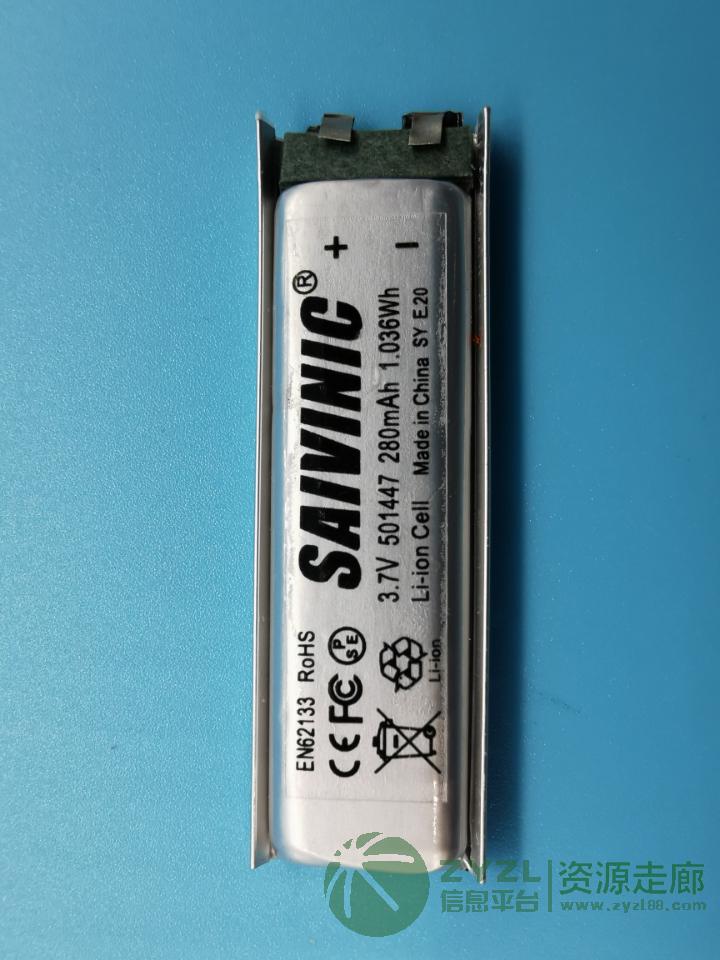 + −
SAIVINIC®
3.7V 501447 280mAh 1.036Wh
Li-ion Cell Made in China SY E20
EN62133 RoHS
CE FC PSE
Li-ion
ZYZL
信息平台
资源走廊
www.zyzl88.com